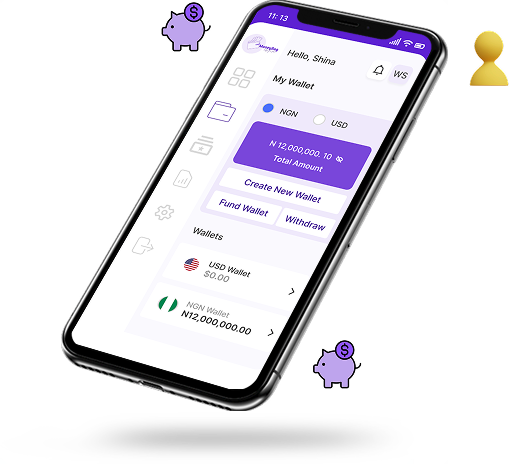 11: 13
Hello, Shina
WS
My Wallet
NGN
USD
N 12,000,000. 10
Total Amount
Create New Wallet
Fund Wallet
Withdraw
Wallets
USD Wallet
$0.00
NGN Wallet
N12,000,000.00
$
$